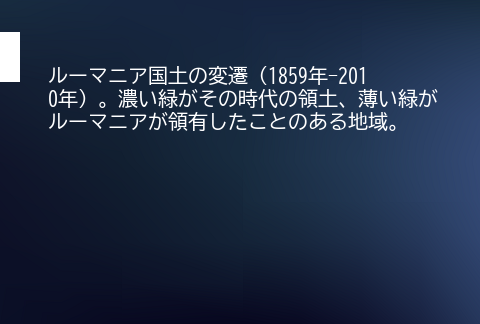 ルーマニア国土の変遷（1859年-201
0年）。濃い緑がその時代の領土、薄い緑が
ルーマニアが領有したことのある地域。